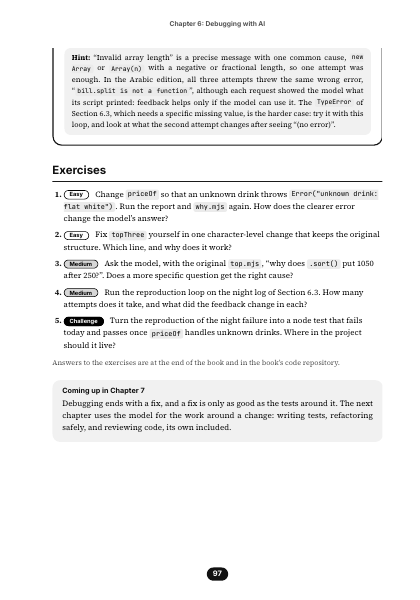 Chapter 6: Debugging with AI
Hint: “Invalid array length” is a precise message with one common cause, new
Array or Array(n) with a negative or fractional length, so one attempt was
enough. In the Arabic edition, all three attempts threw the same wrong error,
“bill.split is not a function”, although each request showed the model what
its script printed: feedback helps only if the model can use it. The TypeError of
Section 6.3, which needs a specific missing value, is the harder case: try it with this
loop, and look at what the second attempt changes after seeing “(no error)”.
Exercises
1. Easy Change priceOf so that an unknown drink throws Error("unknown drink:
flat white"). Run the report and why.mjs again. How does the clearer error
change the model’s answer?
2. Easy Fix topThree yourself in one character-level change that keeps the original
structure. Which line, and why does it work?
3. Medium Ask the model, with the original top.mjs, “why does .sort() put 1050
after 250?”. Does a more specific question get the right cause?
4. Medium Run the reproduction loop on the night log of Section 6.3. How many
attempts does it take, and what did the feedback change in each?
5. Challenge Turn the reproduction of the night failure into a node test that fails
today and passes once priceOf handles unknown drinks. Where in the project
should it live?
Answers to the exercises are at the end of the book and in the book’s code repository.
Coming up in Chapter 7
Debugging ends with a fix, and a fix is only as good as the tests around it. The next
chapter uses the model for the work around a change: writing tests, refactoring
safely, and reviewing code, its own included.
97